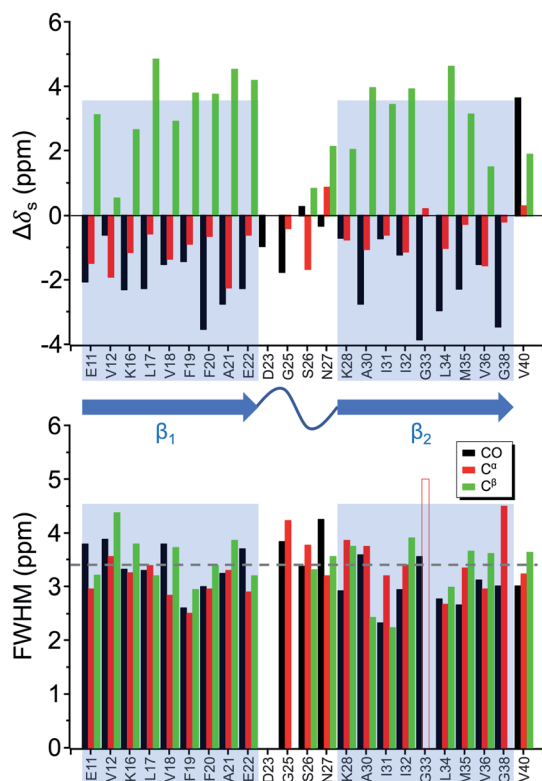 6
4
2
0
-2
-4
Δδs (ppm)
E11
V12
K16
L17
V18
F19
F20
A21
E22
D23
G25
S26
N27
K28
A30
I31
I32
G33
L34
M35
V36
G38
V40
β1
β2
6
5
4
3
2
1
0
FWHM (ppm)
CO
Cα
Cβ
E11
V12
K16
L17
V18
F19
F20
A21
E22
D23
G25
S26
N27
K28
A30
I31
I32
G33
L34
M35
V36
G38
V40